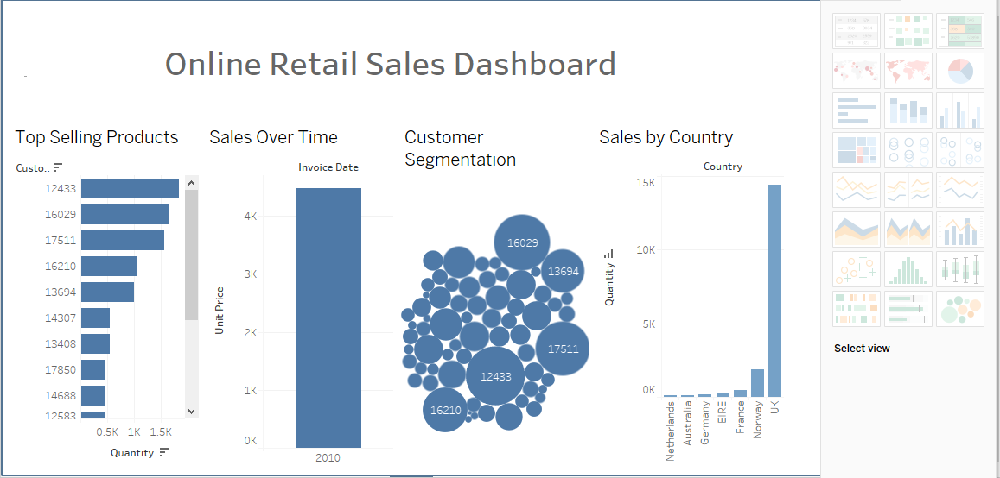 Online Retail Sales Dashboard
Top Selling Products
Custo..
12433
16029
17511
16210
13694
14307
13408
17850
14688
12583
0.5K 1K 1.5K
Quantity
Sales Over Time
Invoice Date
Unit Price
4K
3K
2K
1K
0K
2010
Customer
Segmentation
16029
13694
17511
12433
16210
Sales by Country
Country
Quantity
15K
10K
5K
0K
Netherlands
Australia
Germany
EIRE
France
Norway
UK
Select view